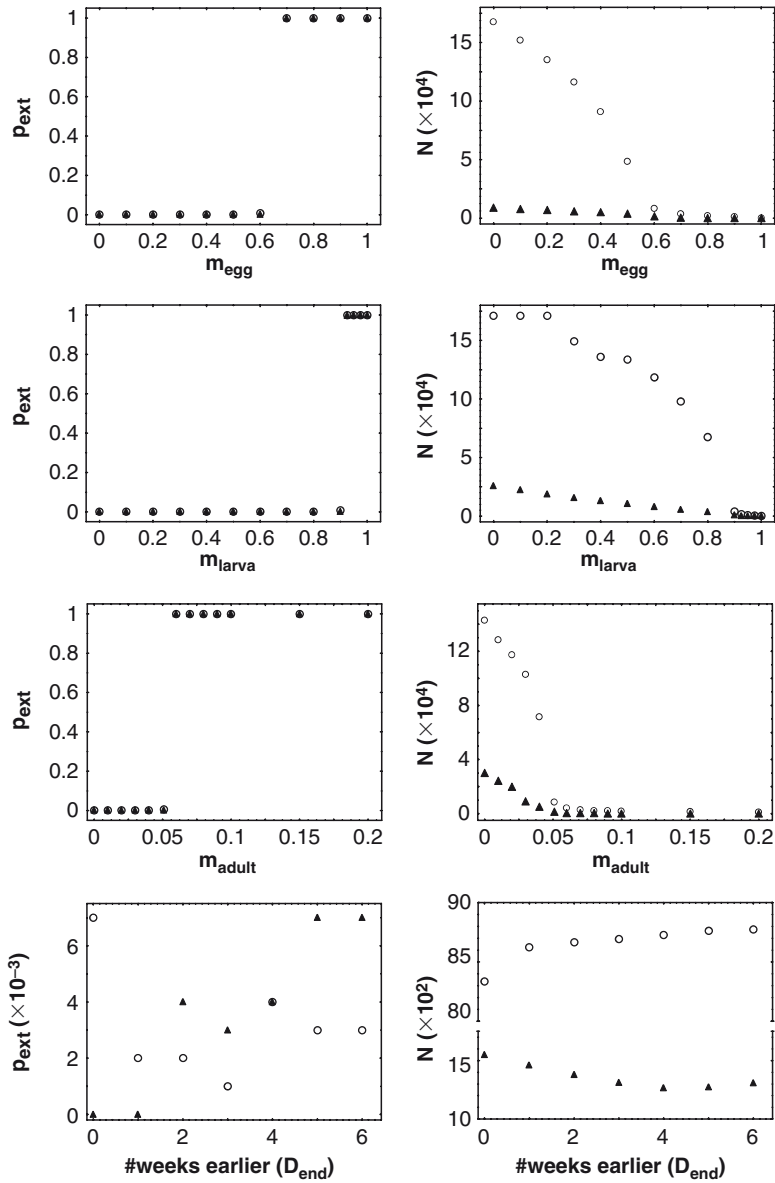 1
0.8
0.6
0.4
0.2
0
p_ext
0 0.2 0.4 0.6 0.8 1
m_egg
15
10
5
0
N (×10⁴)
0 0.2 0.4 0.6 0.8 1
m_egg
1
0.8
0.6
0.4
0.2
0
p_ext
0 0.2 0.4 0.6 0.8 1
m_larva
15
10
5
0
N (×10⁴)
0 0.2 0.4 0.6 0.8 1
m_larva
1
0.8
0.6
0.4
0.2
0
p_ext
0 0.05 0.1 0.15 0.2
m_adult
12
8
4
0
N (×10⁴)
0 0.05 0.1 0.15 0.2
m_adult
6
4
2
0
p_ext (×10⁻³)
0 2 4 6
#weeks earlier (D_end)
90
85
80
15
10
N (×10²)
0 2 4 6
#weeks earlier (D_end)